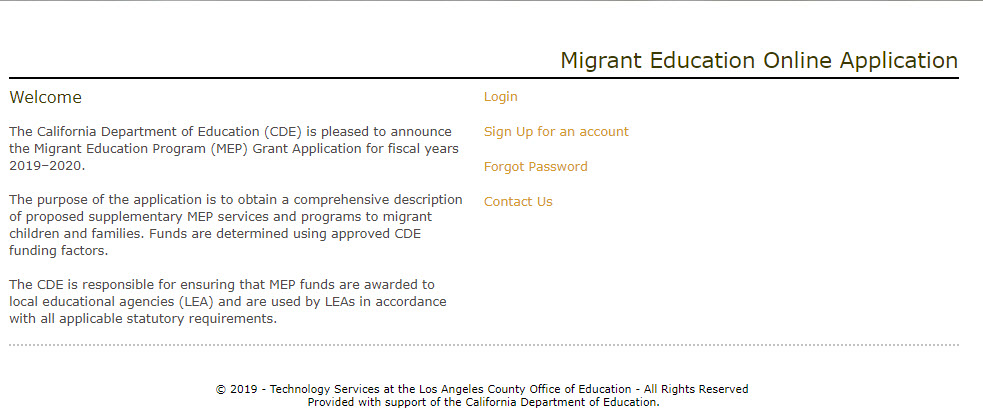 Migrant Education Online Application
Welcome
The California Department of Education (CDE) is pleased to announce
the Migrant Education Program (MEP) Grant Application for fiscal years
2019–2020.
The purpose of the application is to obtain a comprehensive description
of proposed supplementary MEP services and programs to migrant
children and families. Funds are determined using approved CDE
funding factors.
The CDE is responsible for ensuring that MEP funds are awarded to
local educational agencies (LEA) and are used by LEAs in accordance
with all applicable statutory requirements.
Login
Sign Up for an account
Forgot Password
Contact Us
© 2019 - Technology Services at the Los Angeles County Office of Education - All Rights Reserved
Provided with support of the California Department of Education.